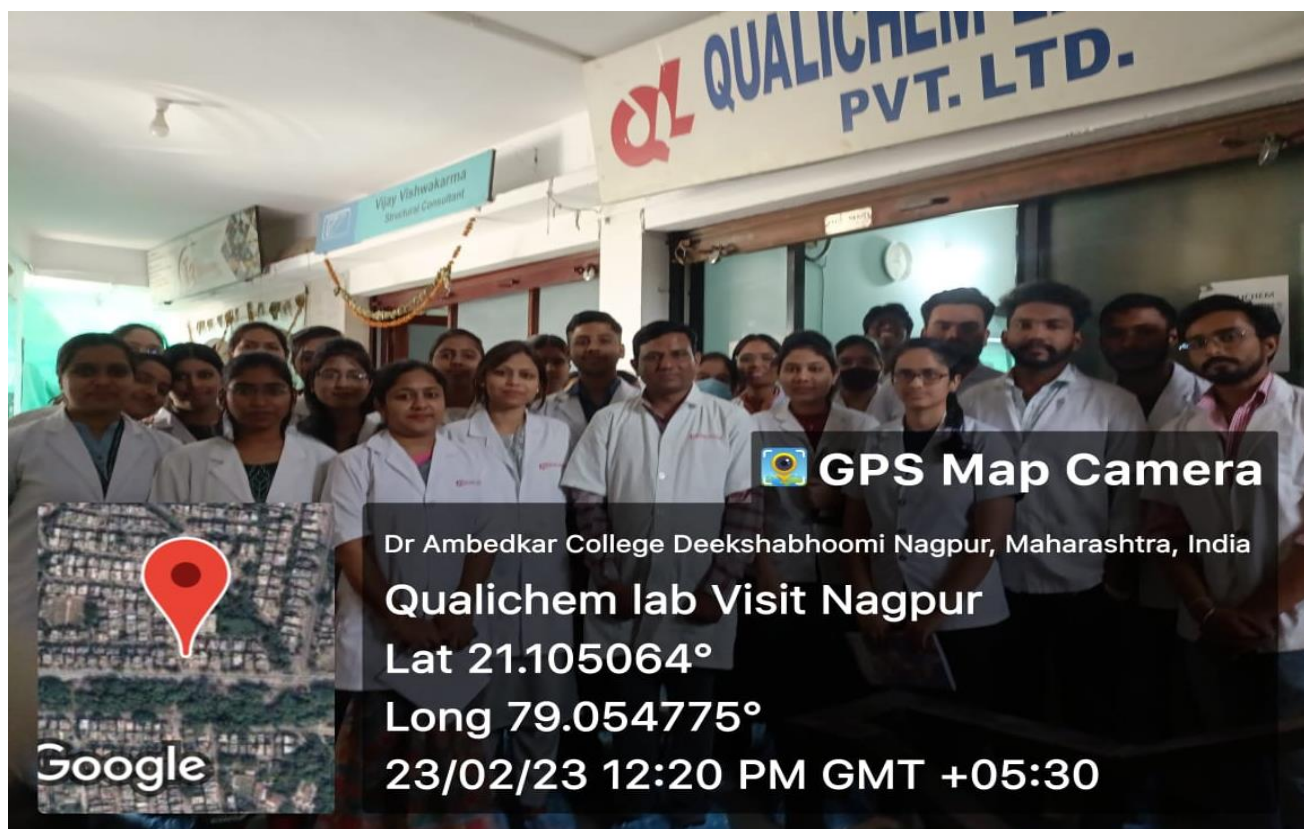 QUALICHEM
PVT. LTD.
Vijay Vishwakarma
Structural Consultant
GPS Map Camera
Dr Ambedkar College Deekshabhoomi Nagpur, Maharashtra, India
Qualichem lab Visit Nagpur
Lat 21.105064°
Long 79.054775°
23/02/23 12:20 PM GMT +05:30
Google